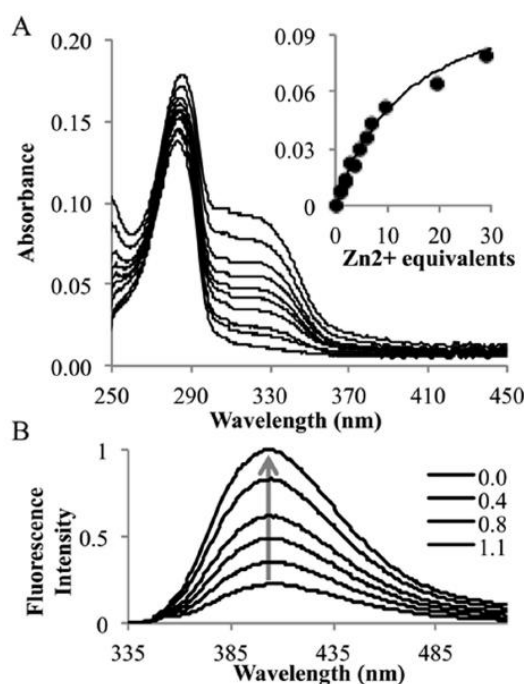 A
0.20
0.15
0.10
0.05
0.00
Absorbance
250 290 330 370 410 450
Wavelength (nm)
0.09
0.06
0.03
0
0 10 20 30
Zn2+ equivalents
B
1
0.5
0
Fluorescence
Intensity
0.0
0.4
0.8
1.1
335 385 435 485
Wavelength (nm)